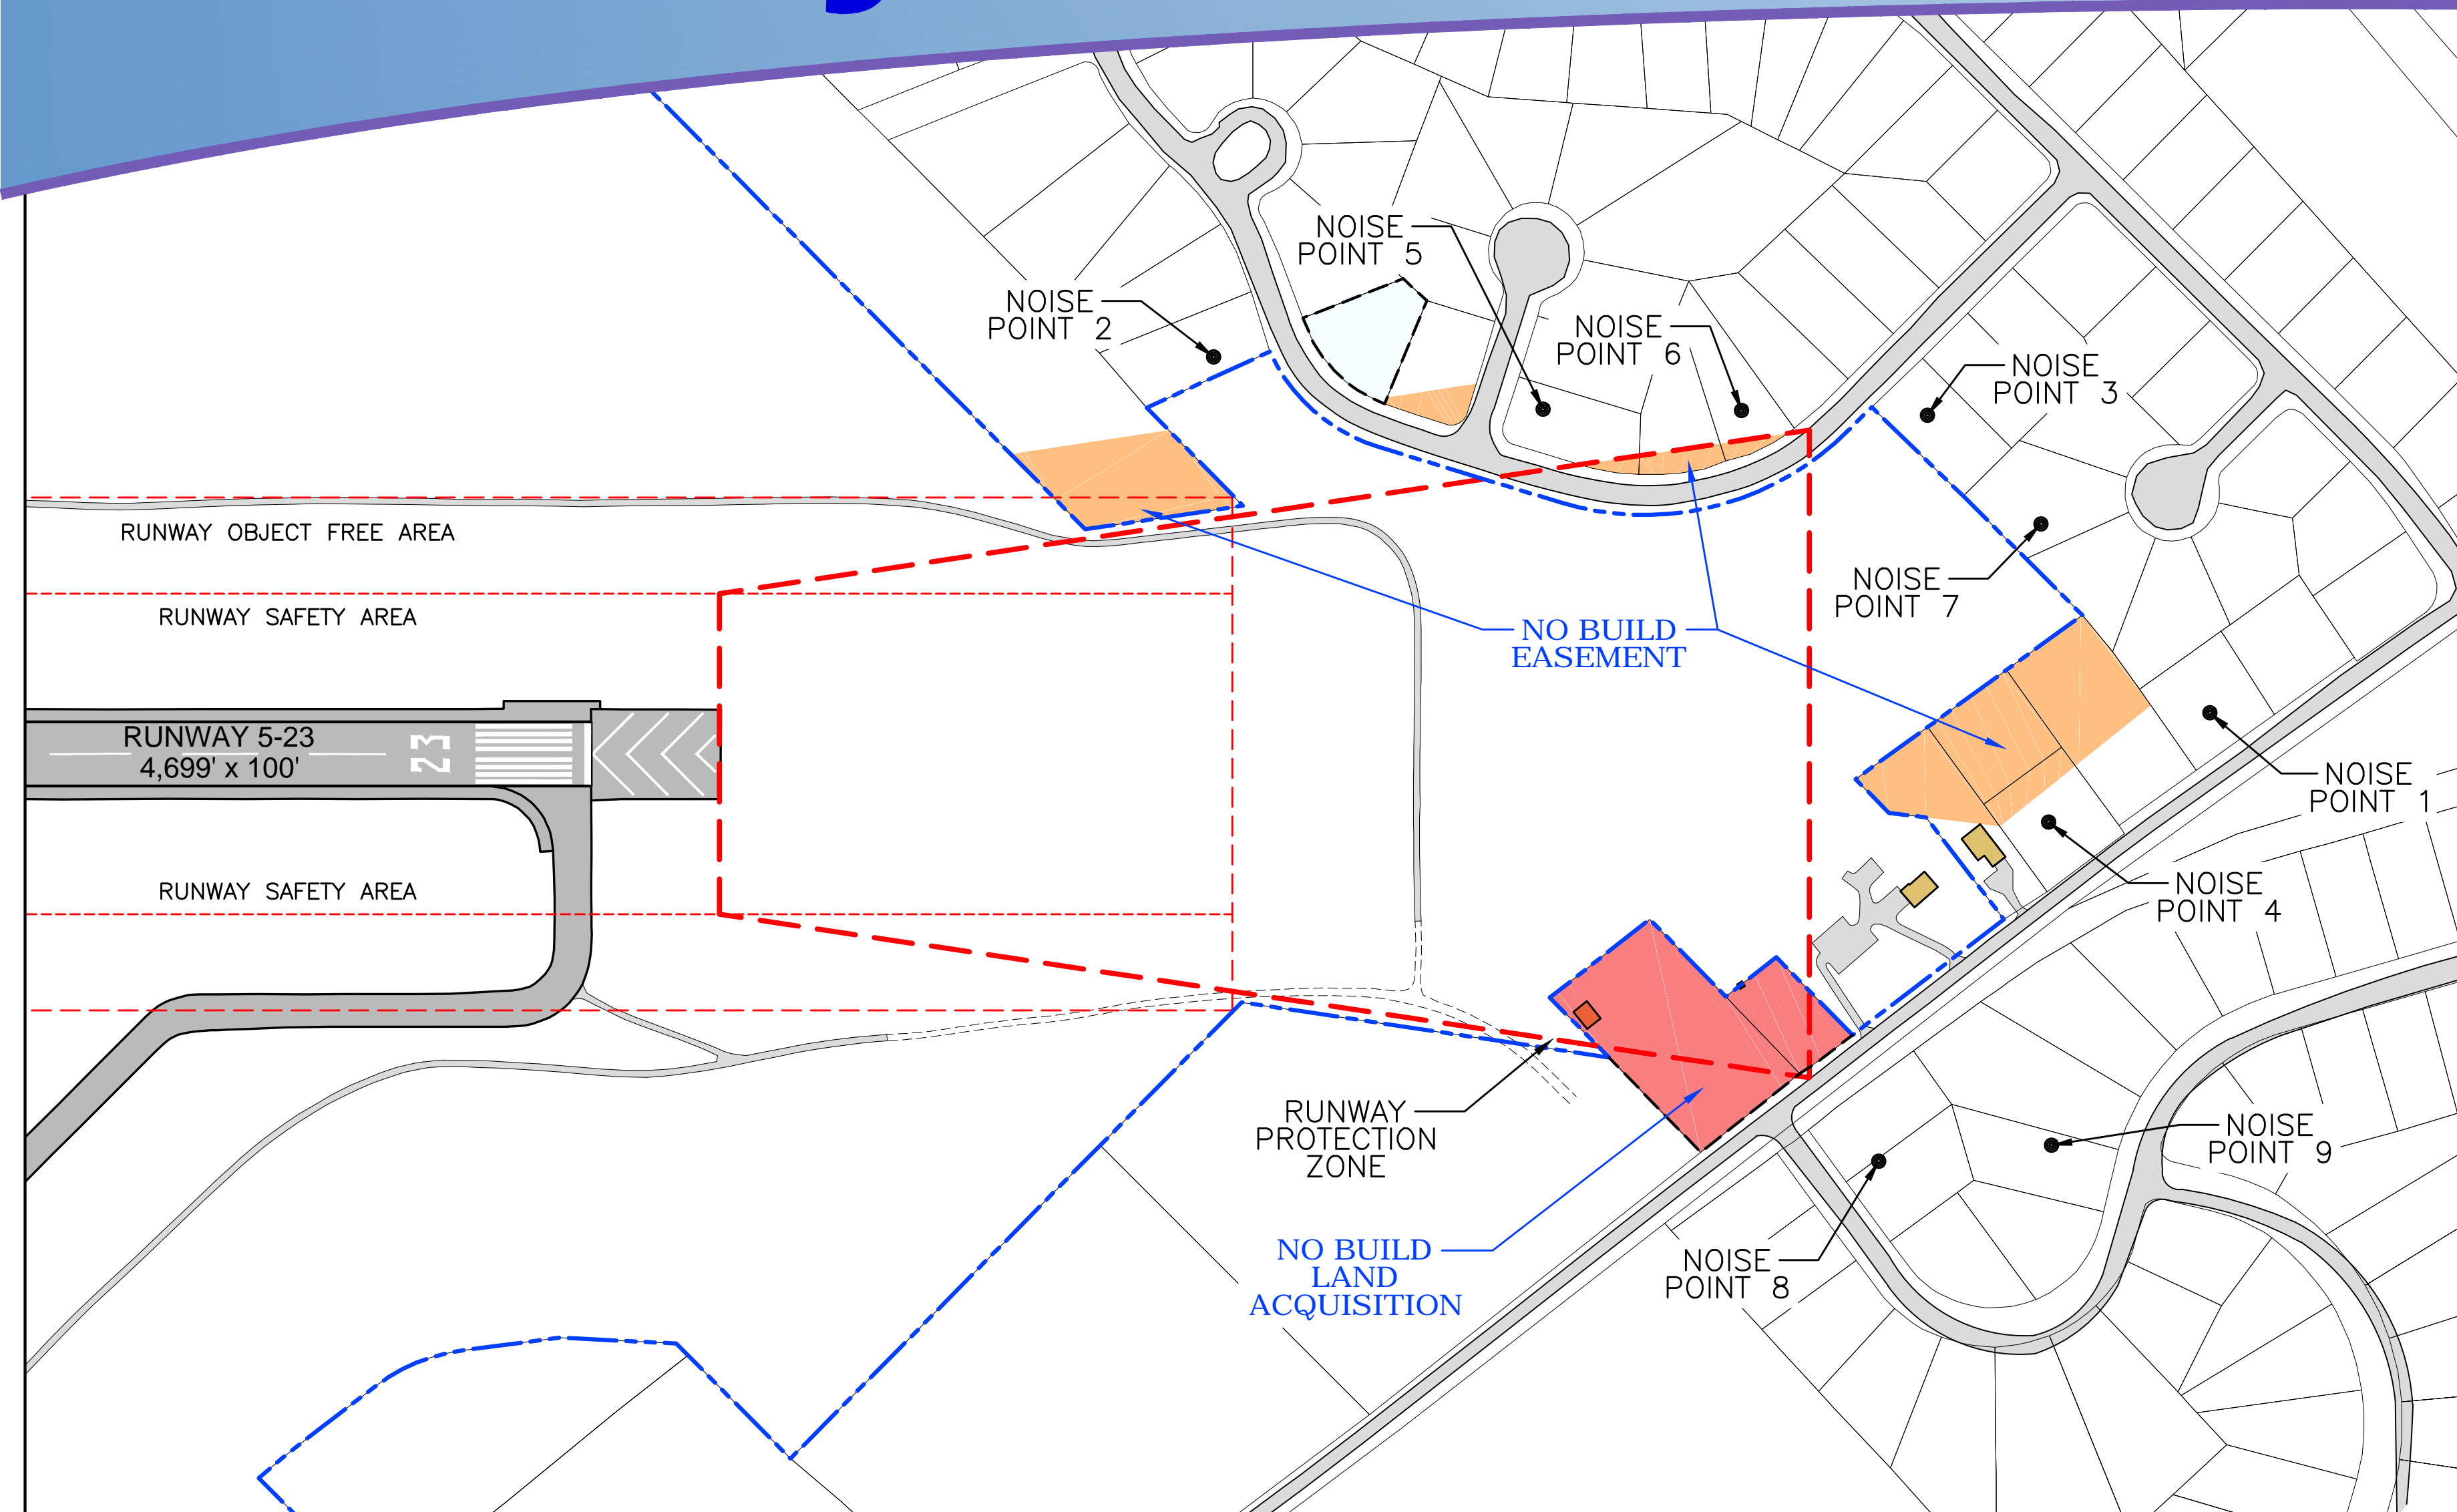 NOISE
POINT 5
NOISE
POINT 2
NOISE
POINT 6
NOISE
POINT 3
RUNWAY OBJECT FREE AREA
NOISE
POINT 7
RUNWAY SAFETY AREA
NO BUILD
EASEMENT
RUNWAY 5-23
4,699' x 100'
23
NOISE
POINT 1
RUNWAY SAFETY AREA
NOISE
POINT 4
RUNWAY
PROTECTION
ZONE
NOISE
POINT 9
NO BUILD
LAND
ACQUISITION
NOISE
POINT 8